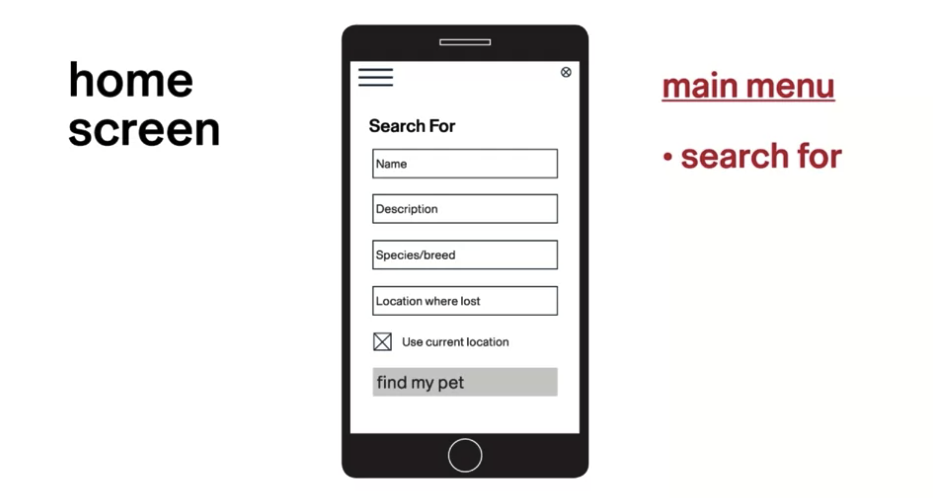 home
screen
Search For
Name
Description
Species/breed
Location where lost
Use current location
find my pet
main menu
• search for